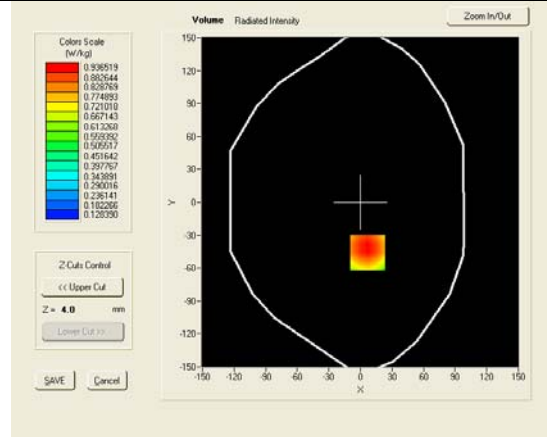 Volume Radiated Intensity
Zoom In/Out
Colors Scale
(W/kg)
0.936519
0.882644
0.828769
0.774893
0.721018
0.667143
0.613268
0.559392
0.505517
0.451642
0.397767
0.343891
0.290016
0.236141
0.182266
0.128390
Z-Cuts Control
<< Upper Cut
Z = 4.0 mm
Lower Cut >>
SAVE Cancel
150
120
90
60
30
0
-30
-60
-90
-120
-150
Y
-150 -120 -90 -60 -30 0 30 60 90 120 150
X